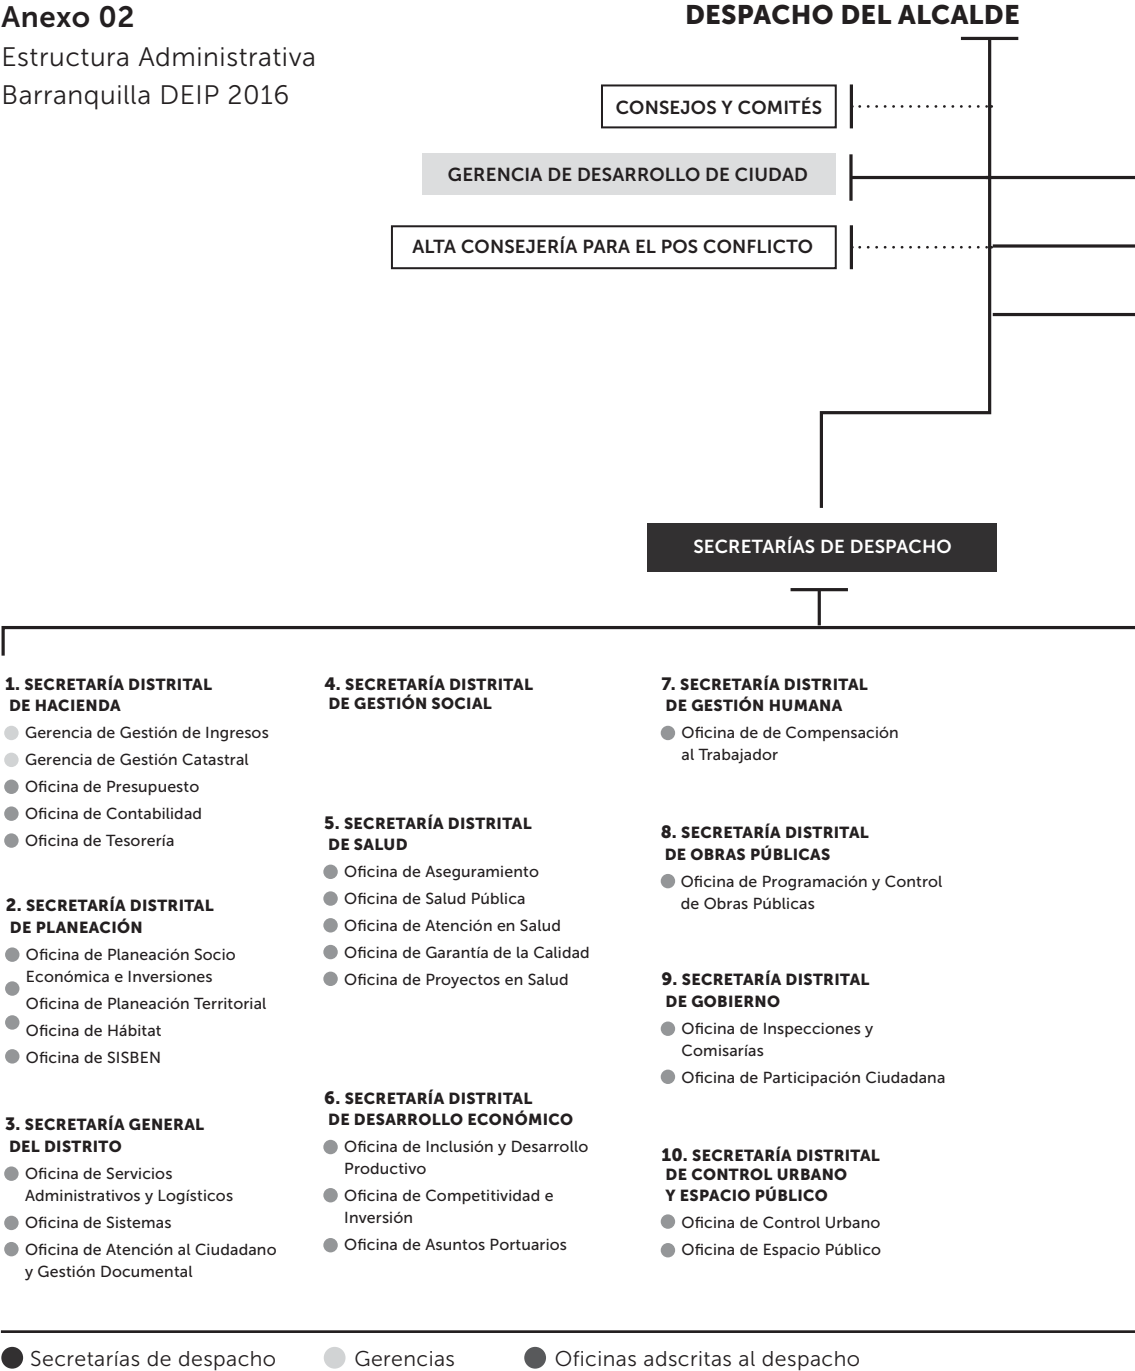 Anexo 02
Estructura Administrativa
Barranquilla DEIP 2016
DESPACHO DEL ALCALDE
CONSEJOS Y COMITÉS
GERENCIA DE DESARROLLO DE CIUDAD
ALTA CONSEJERÍA PARA EL POS CONFLICTO
SECRETARÍAS DE DESPACHO
1. SECRETARÍA DISTRITAL
DE HACIENDA
Gerencia de Gestión de Ingresos
Gerencia de Gestión Catastral
Oficina de Presupuesto
Oficina de Contabilidad
Oficina de Tesorería
2. SECRETARÍA DISTRITAL
DE PLANEACIÓN
Oficina de Planeación Socio
Económica e Inversiones
Oficina de Planeación Territorial
Oficina de Hábitat
Oficina de SISBEN
3. SECRETARÍA GENERAL
DEL DISTRITO
Oficina de Servicios
Administrativos y Logísticos
Oficina de Sistemas
Oficina de Atención al Ciudadano
y Gestión Documental
4. SECRETARÍA DISTRITAL
DE GESTIÓN SOCIAL
5. SECRETARÍA DISTRITAL
DE SALUD
Oficina de Aseguramiento
Oficina de Salud Pública
Oficina de Atención en Salud
Oficina de Garantía de la Calidad
Oficina de Proyectos en Salud
6. SECRETARÍA DISTRITAL
DE DESARROLLO ECONÓMICO
Oficina de Inclusión y Desarrollo
Productivo
Oficina de Competitividad e
Inversión
Oficina de Asuntos Portuarios
7. SECRETARÍA DISTRITAL
DE GESTIÓN HUMANA
Oficina de de Compensación
al Trabajador
8. SECRETARÍA DISTRITAL
DE OBRAS PÚBLICAS
Oficina de Programación y Control
de Obras Públicas
9. SECRETARÍA DISTRITAL
DE GOBIERNO
Oficina de Inspecciones y
Comisarías
Oficina de Participación Ciudadana
10. SECRETARÍA DISTRITAL
DE CONTROL URBANO
Y ESPACIO PÚBLICO
Oficina de Control Urbano
Oficina de Espacio Público
Secretarías de despacho
Gerencias
Oficinas adscritas al despacho